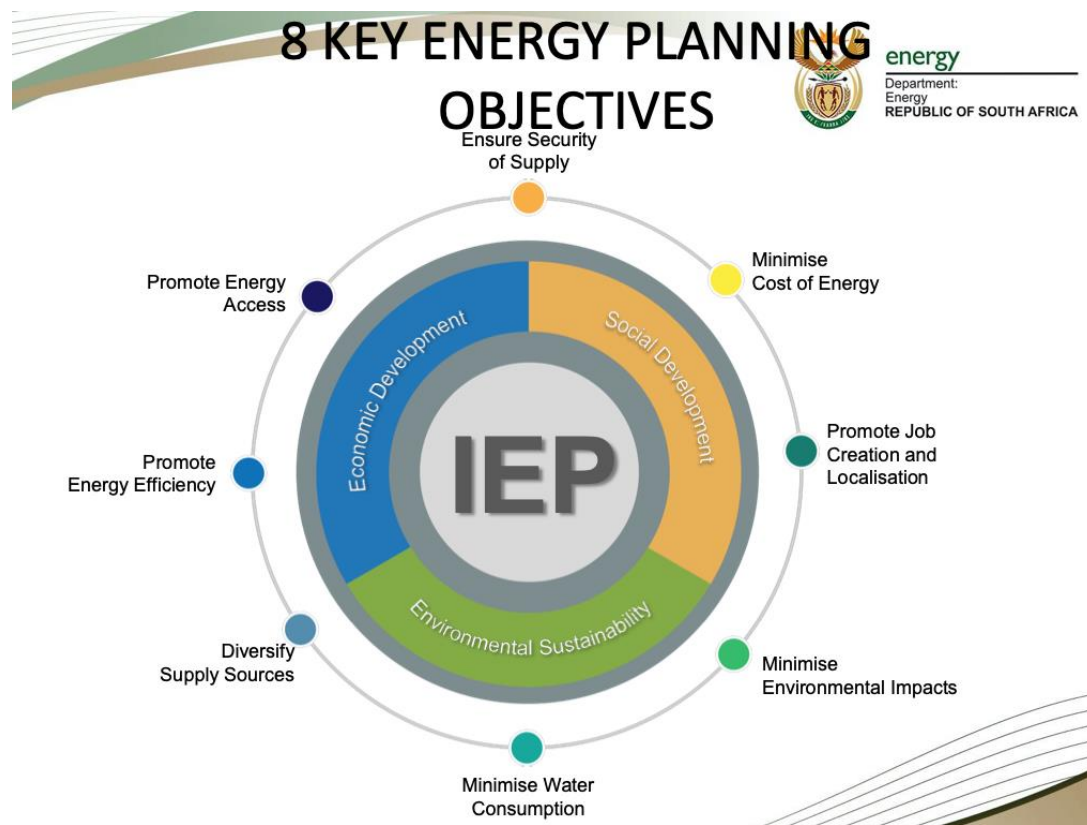 8 KEY ENERGY PLANNING
OBJECTIVES
energy
Department:
Energy
REPUBLIC OF SOUTH AFRICA
Ensure Security
of Supply
Minimise
Cost of Energy
Promote Job
Creation and
Localisation
Minimise
Environmental Impacts
Minimise Water
Consumption
Diversify
Supply Sources
Promote
Energy Efficiency
Promote Energy
Access
Economic Development
Social Development
Environmental Sustainability
IEP